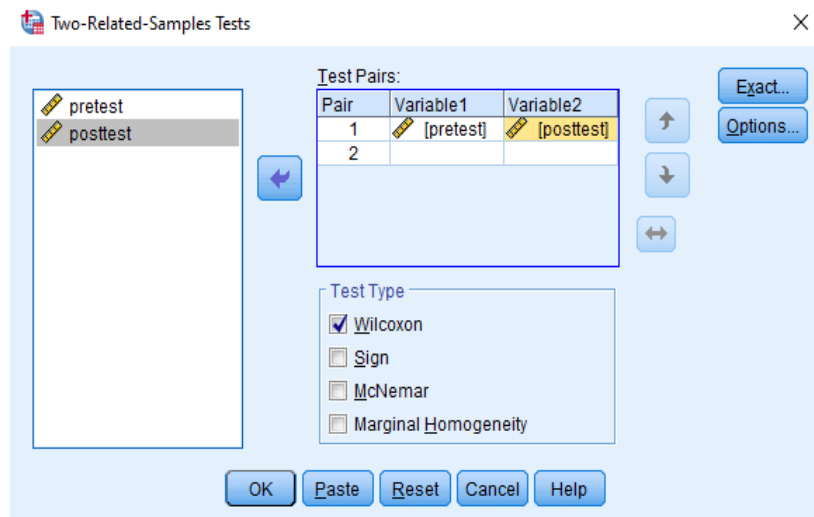 Two-Related-Samples Tests
pretest
posttest
Test Pairs:
Pair Variable1 Variable2
1 [pretest] [posttest]
2
Exact...
Options...
Test Type
Wilcoxon
Sign
McNemar
Marginal Homogeneity
OK Paste Reset Cancel Help